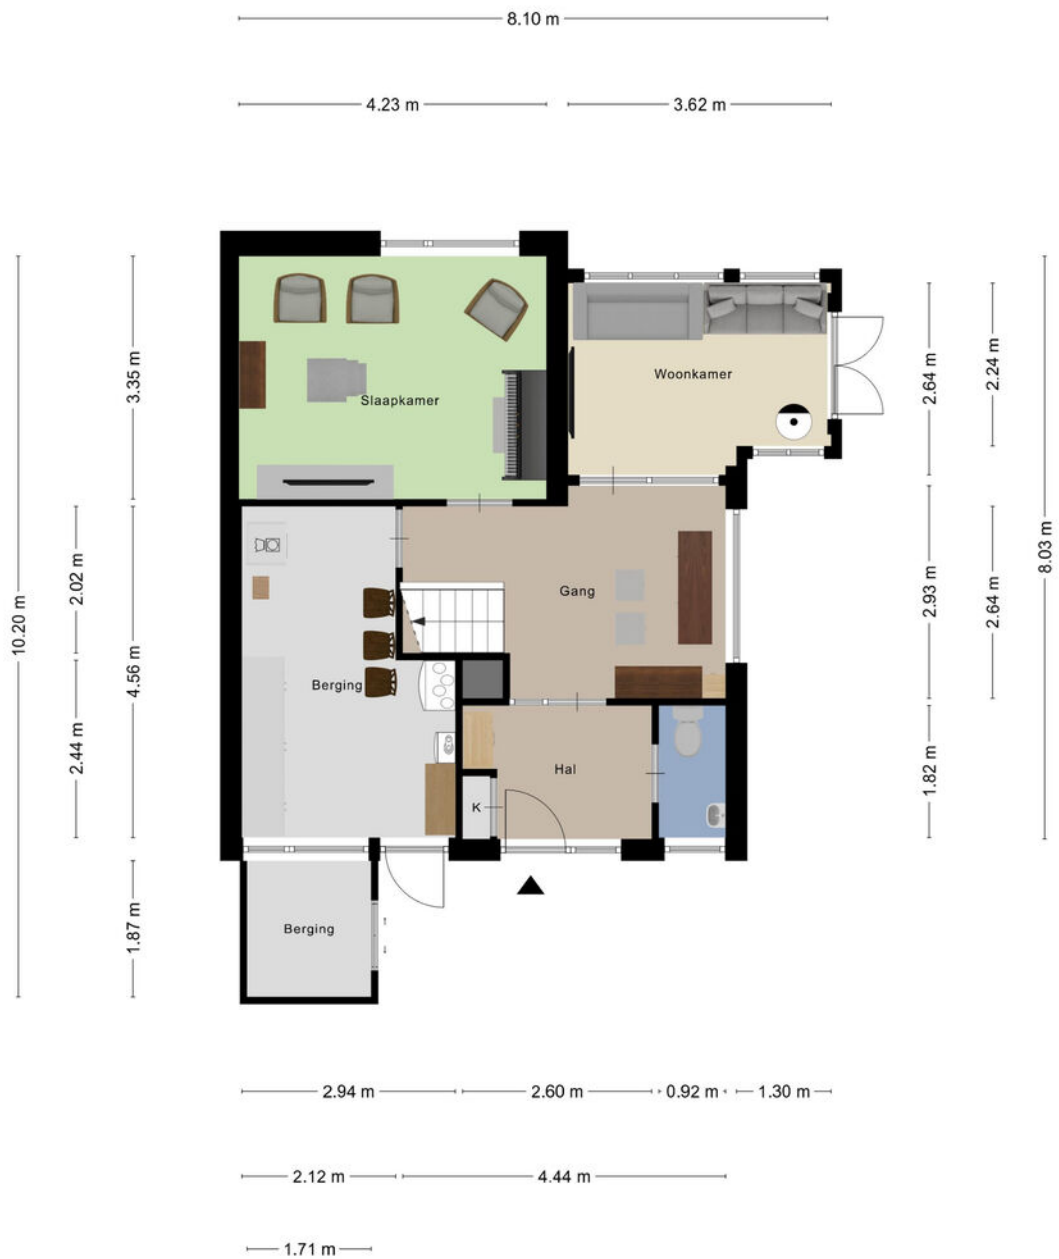 8.10 m
4.23 m
3.62 m
3.35 m
2.64 m
2.24 m
Woonkamer
Slaapkamer
10.20 m
4.56 m
2.02 m
2.93 m
2.64 m
8.03 m
Gang
Berging
2.44 m
1.82 m
Hal
K
Berging
1.87 m
2.94 m
2.60 m
0.92 m
1.30 m
2.12 m
4.44 m
1.71 m